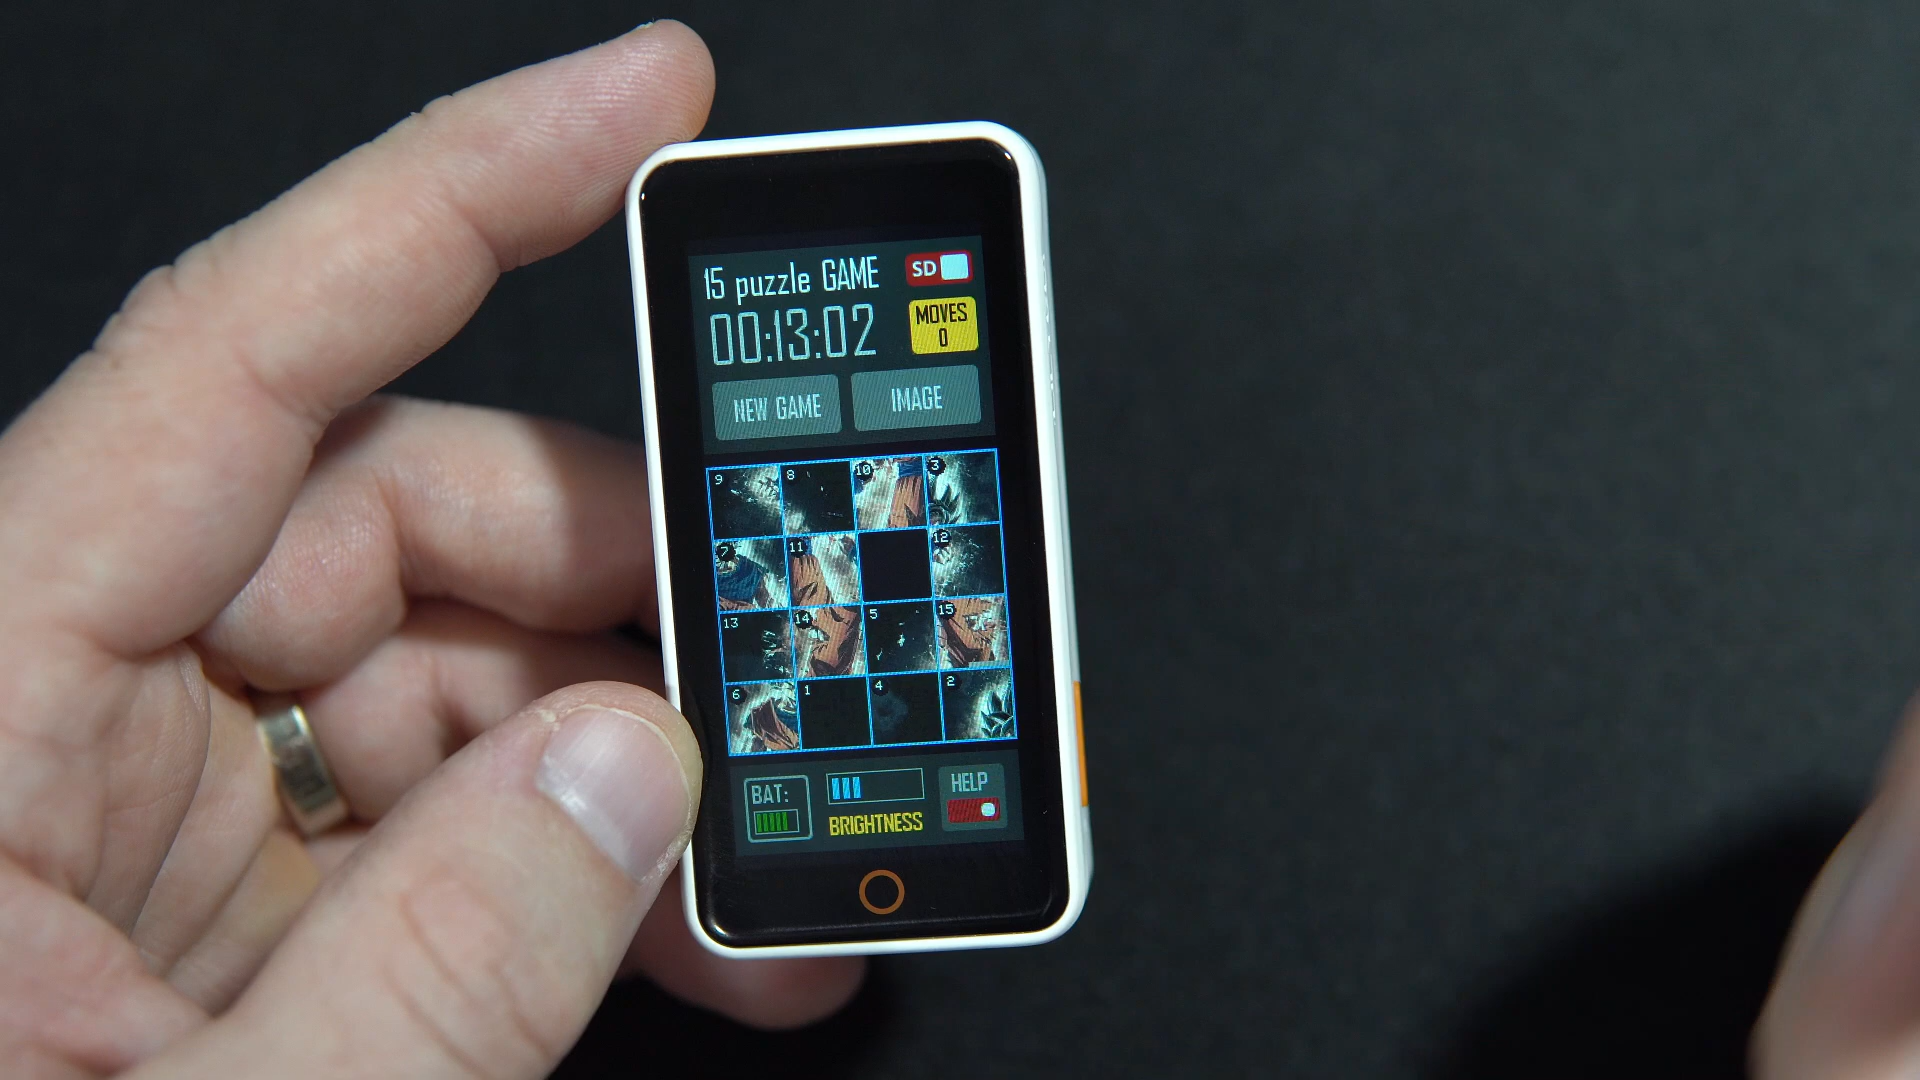 15 puzzle GAME SD
00:13:02 MOVES
0
NEW GAME IMAGE
9 8 10 3
7 11 12
13 14 5 15
6 1 4 2
BAT: HELP
BRIGHTNESS